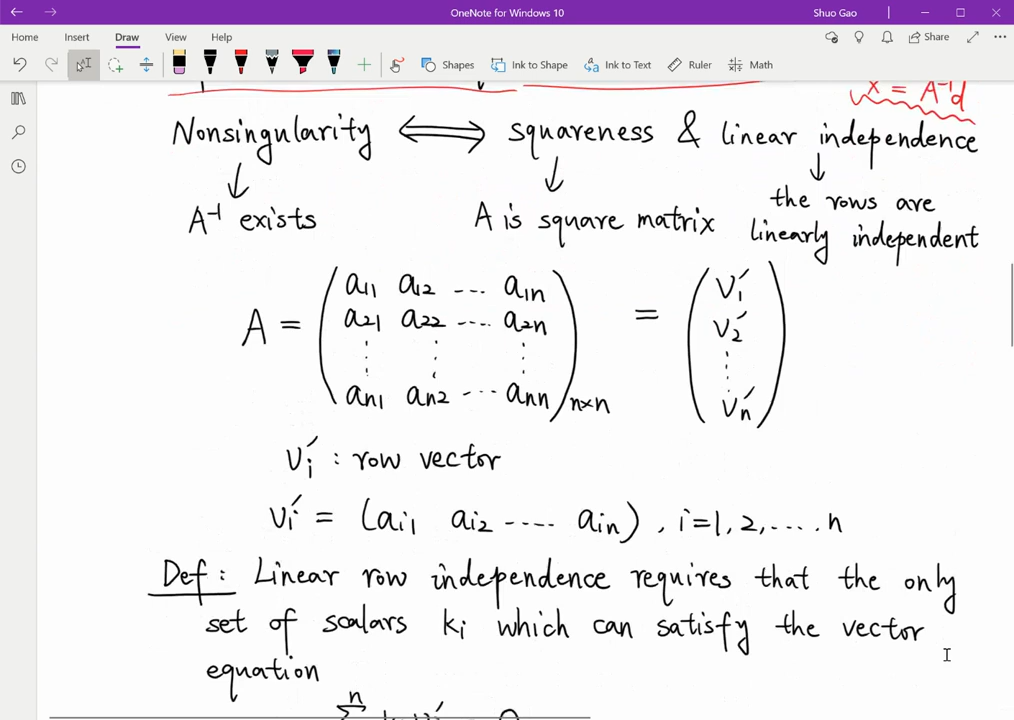 OneNote for Windows 10
Shuo Gao
Home Insert Draw View Help
Share
Shapes Ink to Shape Ink to Text Ruler Math
x = A⁻¹d
Nonsingularity ⟺ squareness & linear independence
↓ ↓ ↓
A⁻¹ exists A is square matrix the rows are linearly independent
A = ( a11 a12 --- a1n = ( v1′
a21 a22 ---- a2n v2′
⋮ ⋮ ⋮ ⋮
an1 an2 --- ann )n×n vn′ )
vi′ : row vector
vi′ = (ai1 ai2 ----- ain) , i=1, 2, .... n
Def : Linear row independence requires that the only
set of scalars ki which can satisfy the vector
equation
n